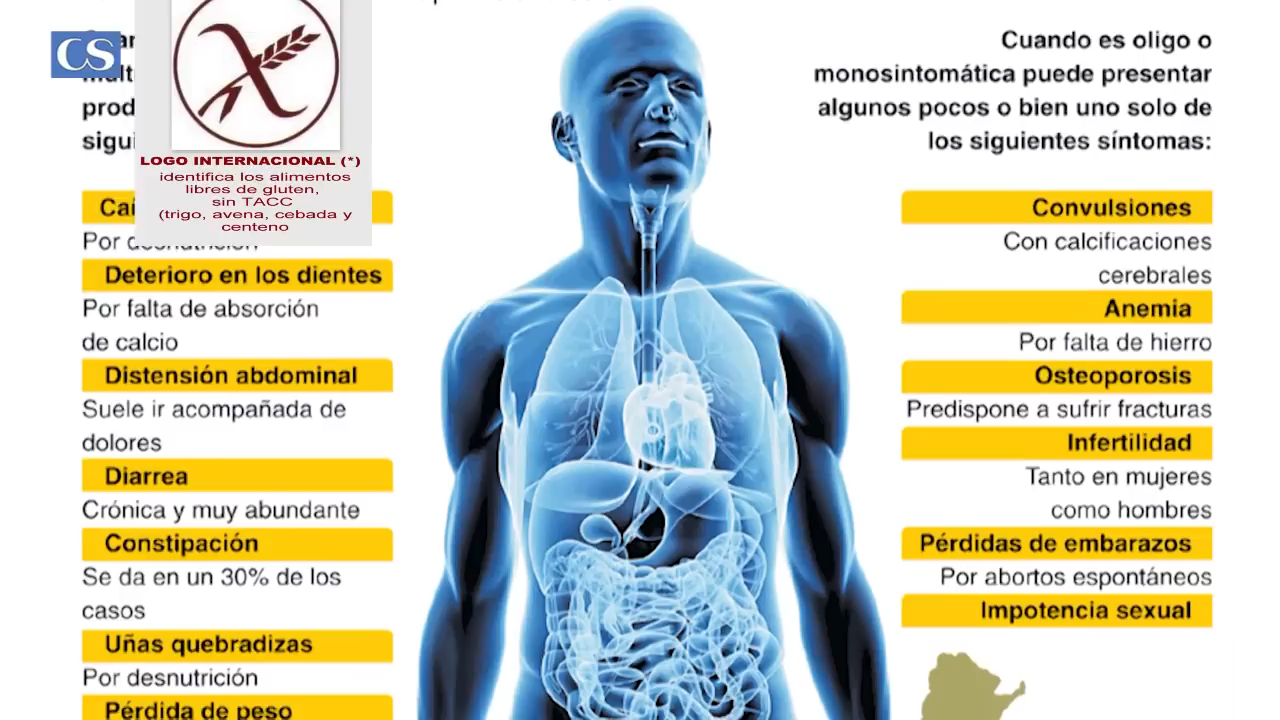 CS
prod
sigui
LOGO INTERNACIONAL (*)
identifica los alimentos
libres de gluten,
sin TACC
(trigo, avena, cebada y
centeno
Por
Deterioro en los dientes
Por falta de absorción
de calcio
Distensión abdominal
Suele ir acompañada de
dolores
Diarrea
Crónica y muy abundante
Constipación
Se da en un 30% de los
casos
Uñas quebradizas
Por desnutrición
Pérdida de peso
Cuando es oligo o
monosintomática puede presentar
algunos pocos o bien uno solo de
los siguientes síntomas:
Convulsiones
Con calcificaciones
cerebrales
Anemia
Por falta de hierro
Osteoporosis
Predispone a sufrir fracturas
Infertilidad
Tanto en mujeres
como hombres
Pérdidas de embarazos
Por abortos espontáneos
Impotencia sexual